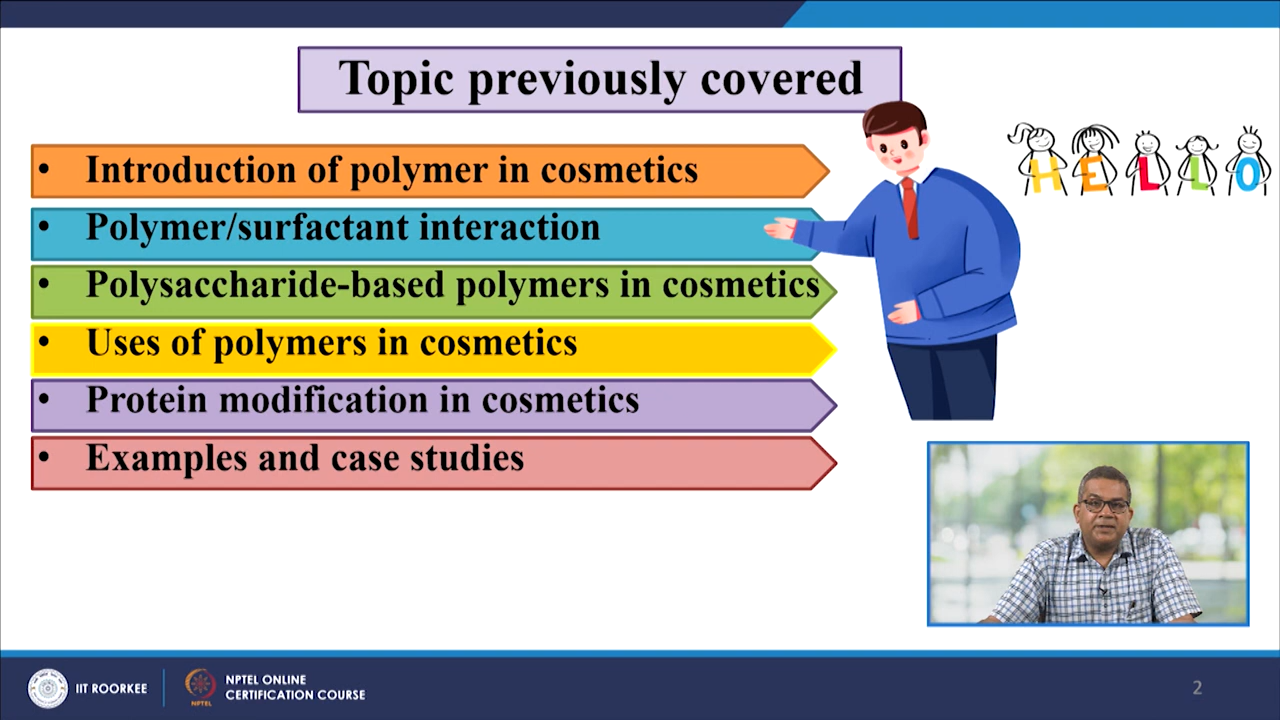 Topic previously covered
HELLO
• Introduction of polymer in cosmetics
• Polymer/surfactant interaction
• Polysaccharide-based polymers in cosmetics
• Uses of polymers in cosmetics
• Protein modification in cosmetics
• Examples and case studies
IIT ROORKEE
NPTEL
NPTEL ONLINE
CERTIFICATION COURSE
2